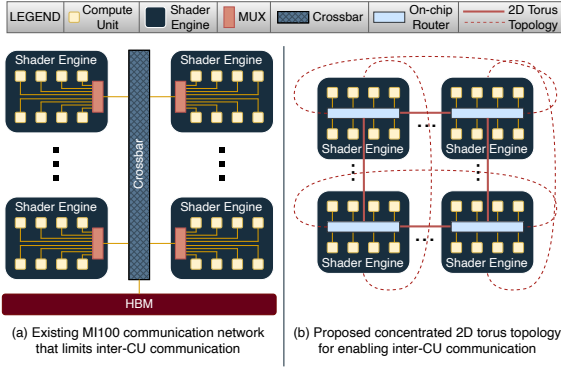 LEGEND
Compute
Unit
Shader
Engine
MUX
Crossbar
On-chip
Router
2D Torus
Topology
Shader Engine
Shader Engine
Shader Engine
Shader Engine
Crossbar
HBM
Shader Engine
Shader Engine
Shader Engine
Shader Engine
(a) Existing MI100 communication network
that limits inter-CU communication
(b) Proposed concentrated 2D torus topology
for enabling inter-CU communication